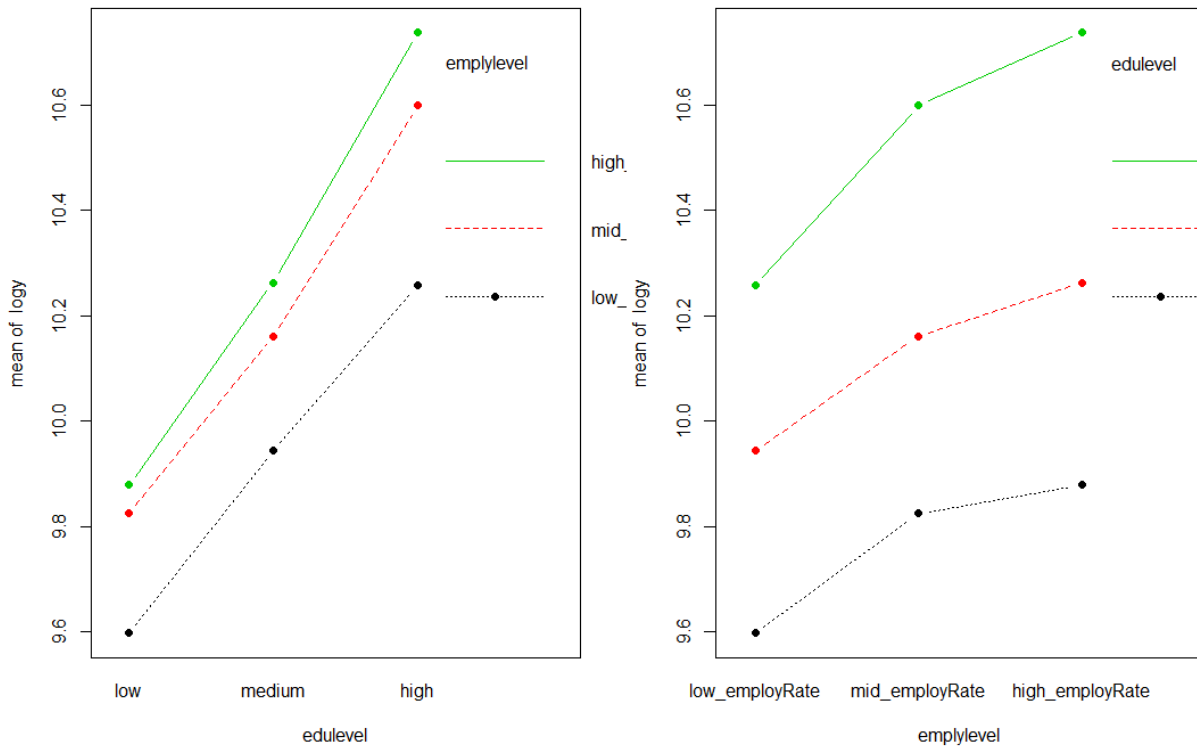 emplylevel
high_
mid_
low_
mean of logy
10.6
10.4
10.2
10.0
9.8
9.6
low medium high
edulevel
edulevel
mean of logy
10.6
10.4
10.2
10.0
9.8
9.6
low_employRate mid_employRate high_employRate
emplylevel